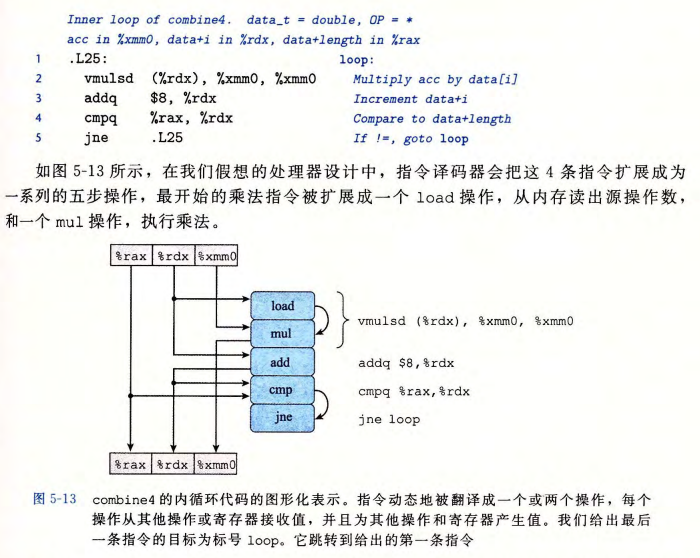 Inner loop of combine4. data_t = double, OP = *
acc in %xmm0, data+i in %rdx, data+length in %rax
1 .L25: loop:
2 vmulsd (%rdx), %xmm0, %xmm0 Multiply acc by data[i]
3 addq $8, %rdx Increment data+i
4 cmpq %rax, %rdx Compare to data+length
5 jne .L25 If !=, goto loop
如图 5-13 所示，在我们假想的处理器设计中，指令译码器会把这 4 条指令扩展成为
一系列的五步操作，最开始的乘法指令被扩展成一个 load 操作，从内存读出源操作数，
和一个 mul 操作，执行乘法。
%rax %rdx %xmm0
load
mul
vmulsd (%rdx), %xmm0, %xmm0
add addq $8,%rdx
cmp cmpq %rax,%rdx
jne jne loop
%rax %rdx %xmm0
图 5-13 combine4 的内循环代码的图形化表示。指令动态地被翻译成一个或两个操作，每个
操作从其他操作或寄存器接收值，并且为其他操作和寄存器产生值。我们给出最后
一条指令的目标为标号 loop。它跳转到给出的第一条指令